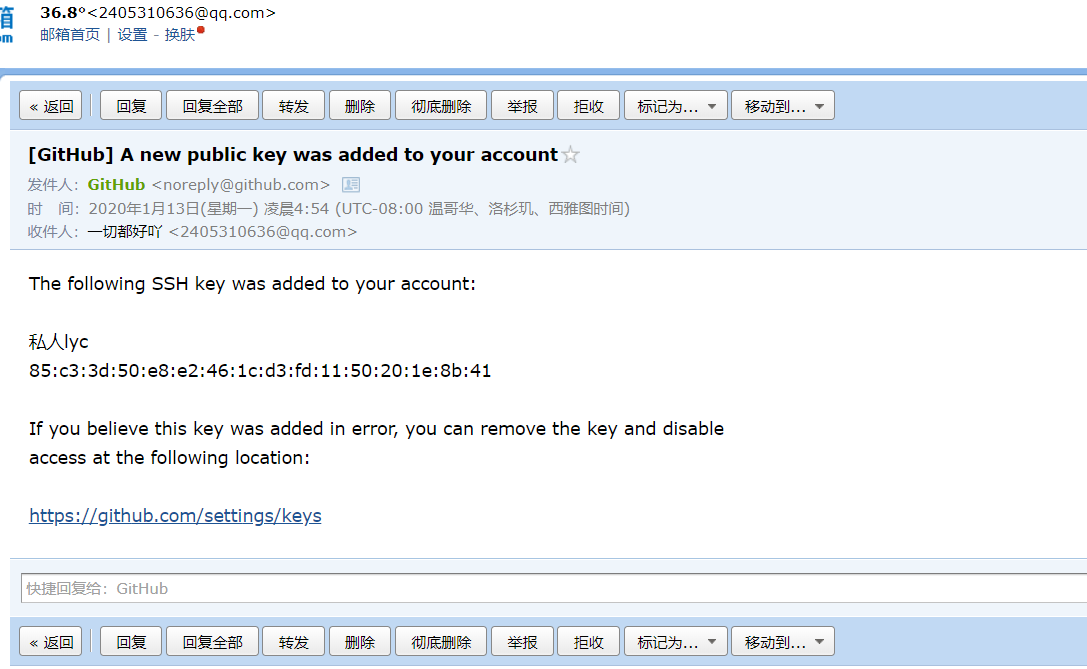 箱
om
36.8°<2405310636@qq.com>
邮箱首页 | 设置 - 换肤
« 返回 回复 回复全部 转发 删除 彻底删除 举报 拒收 标记为... 移动到...
[GitHub] A new public key was added to your account
发件人：GitHub <noreply@github.com>
时 间：2020年1月13日(星期一) 凌晨4:54 (UTC-08:00 温哥华、洛杉矶、西雅图时间)
收件人：一切都好吖 <2405310636@qq.com>
The following SSH key was added to your account:
私人lyc
85:c3:3d:50:e8:e2:46:1c:d3:fd:11:50:20:1e:8b:41
If you believe this key was added in error, you can remove the key and disable
access at the following location:
https://github.com/settings/keys
快捷回复给：GitHub
« 返回 回复 回复全部 转发 删除 彻底删除 举报 拒收 标记为... 移动到...